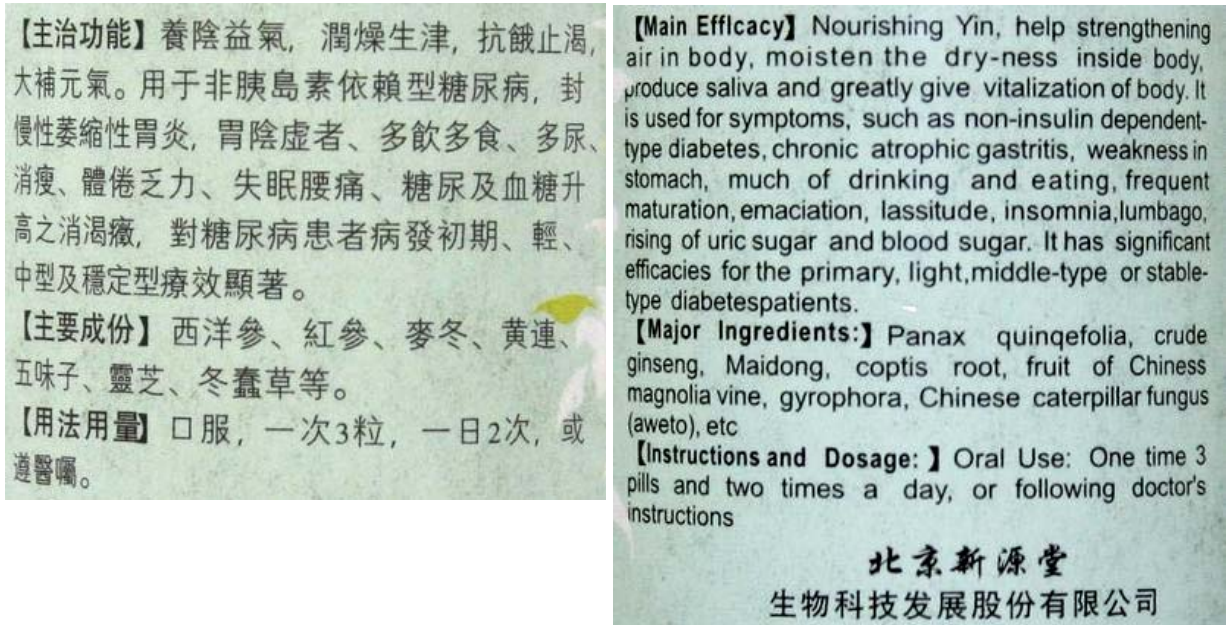 【主治功能】養陰益氣, 潤燥生津, 抗餓止渴,
大補元氣。用于非胰島素依賴型糖尿病, 封
慢性萎縮性胃炎, 胃陰虛者、多飲多食、多尿、
消瘦、體倦乏力、失眠腰痛、糖尿及血糖升
高之消渴癥, 對糖尿病患者病發初期、輕、
中型及穩定型療效顯著。
【主要成份】西洋參、紅參、麥冬、黄連、
五味子、靈芝、冬蟲草等。
【用法用量】口服, 一次3粒, 一日2次, 或
遵醫囑。
【Main Efflcacy】 Nourishing Yin, help strengthening
air in body, moisten the dry-ness inside body,
produce saliva and greatly give vitalization of body. It
is used for symptoms, such as non-insulin dependent-
type diabetes, chronic atrophic gastritis, weakness in
stomach, much of drinking and eating, frequent
maturation, emaciation, lassitude, insomnia,lumbago,
rising of uric sugar and blood sugar. It has significant
efficacies for the primary, light,middle-type or stable-
type diabetespatients.
【Major Ingredients:】 Panax quinqefolia, crude
ginseng, Maidong, coptis root, fruit of Chinese
magnolia vine, gyrophora, Chinese caterpillar fungus
(aweto), etc
【Instructions and Dosage: 】 Oral Use: One time 3
pills and two times a day, or following doctor's
instructions
北京新源堂
生物科技发展股份有限公司